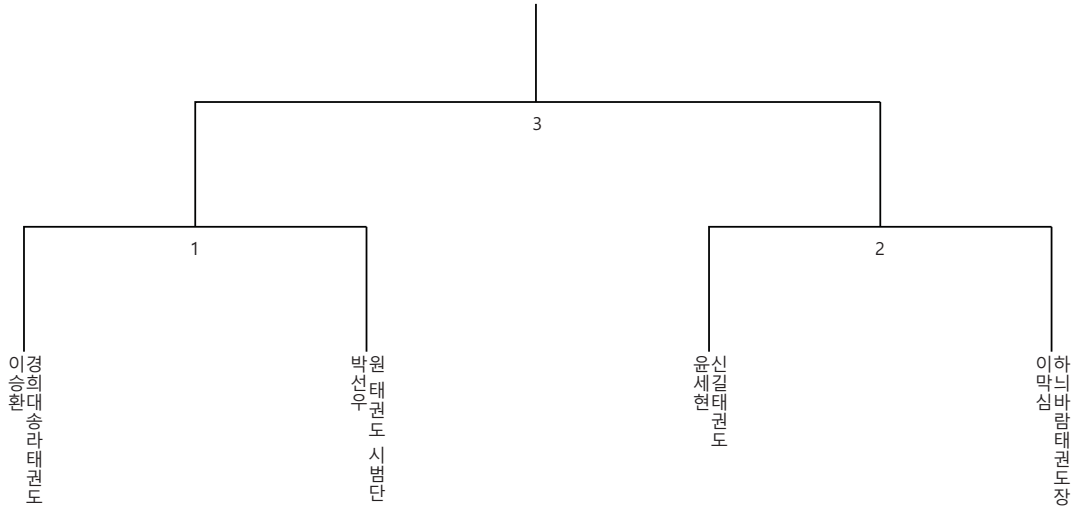 3
1
2
경희대송라태권도
이승환
원 태권도 시범단
박선우
신길태권도
윤세현
하늬바람태권도장
이막심